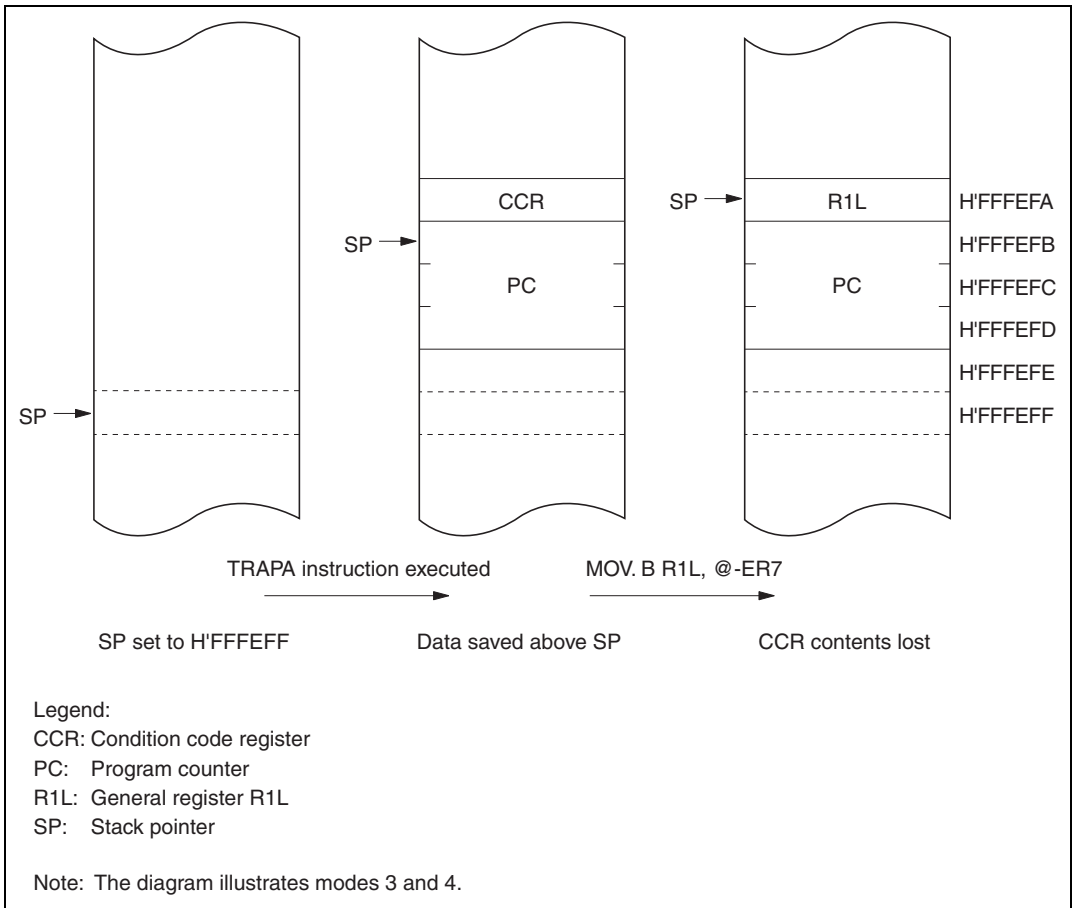 CCR
SP
R1L
H'FFFEFA
SP
H'FFFEFB
PC
PC
H'FFFEFC
H'FFFEFD
H'FFFEFE
SP
H'FFFEFF
TRAPA instruction executed
MOV. B R1L, @-ER7
SP set to H'FFFEFF
Data saved above SP
CCR contents lost
Legend:
CCR: Condition code register
PC: Program counter
R1L: General register R1L
SP: Stack pointer
Note: The diagram illustrates modes 3 and 4.